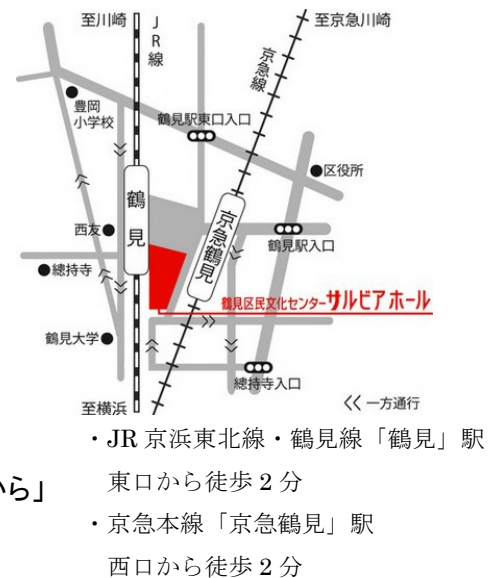 至川崎
JR線
至京急川崎
京急線
豊岡
小学校
鶴見駅東口入口
区役所
鶴見
京急鶴見
西友
鶴見駅入口
總持寺
鶴見区民文化センターサルビアホール
鶴見大学
總持寺入口
至横浜
一方通行
・JR 京浜東北線・鶴見線「鶴見」駅
から」
東口から徒歩 2 分
・京急本線「京急鶴見」駅
西口から徒歩 2 分